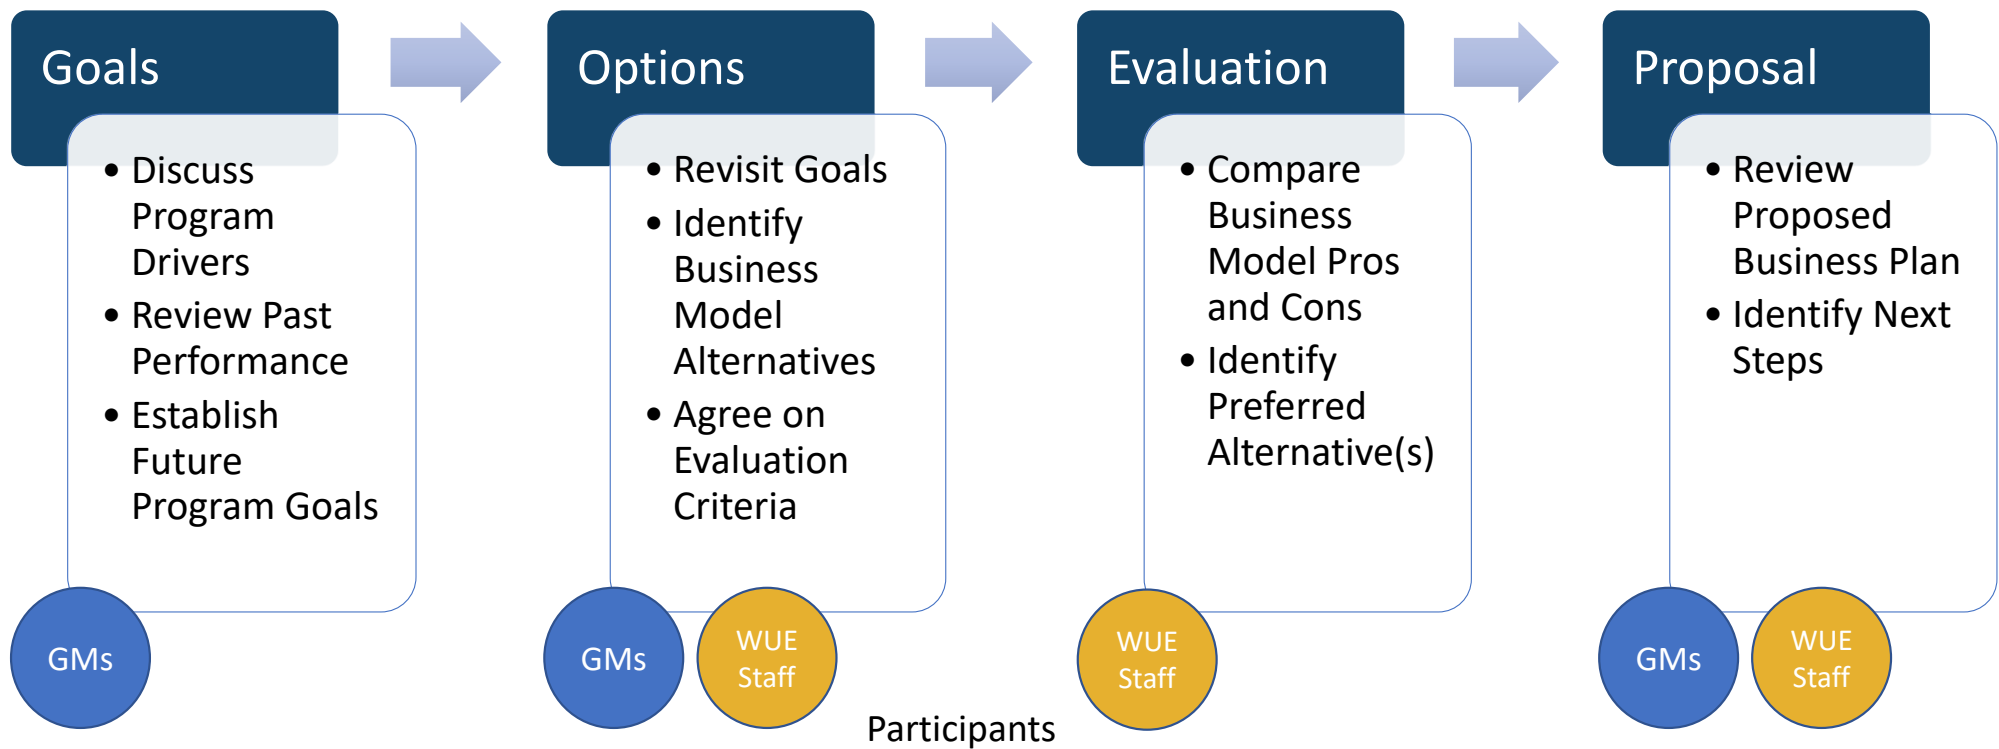 Goals
• Discuss
Program
Drivers
• Review Past
Performance
• Establish
Future
Program Goals
GMs
Options
• Revisit Goals
• Identify
Business
Model
Alternatives
• Agree on
Evaluation
Criteria
GMs
WUE
Staff
Evaluation
• Compare
Business
Model Pros
and Cons
• Identify
Preferred
Alternative(s)
WUE
Staff
Proposal
• Review
Proposed
Business Plan
• Identify Next
Steps
GMs
WUE
Staff
Participants